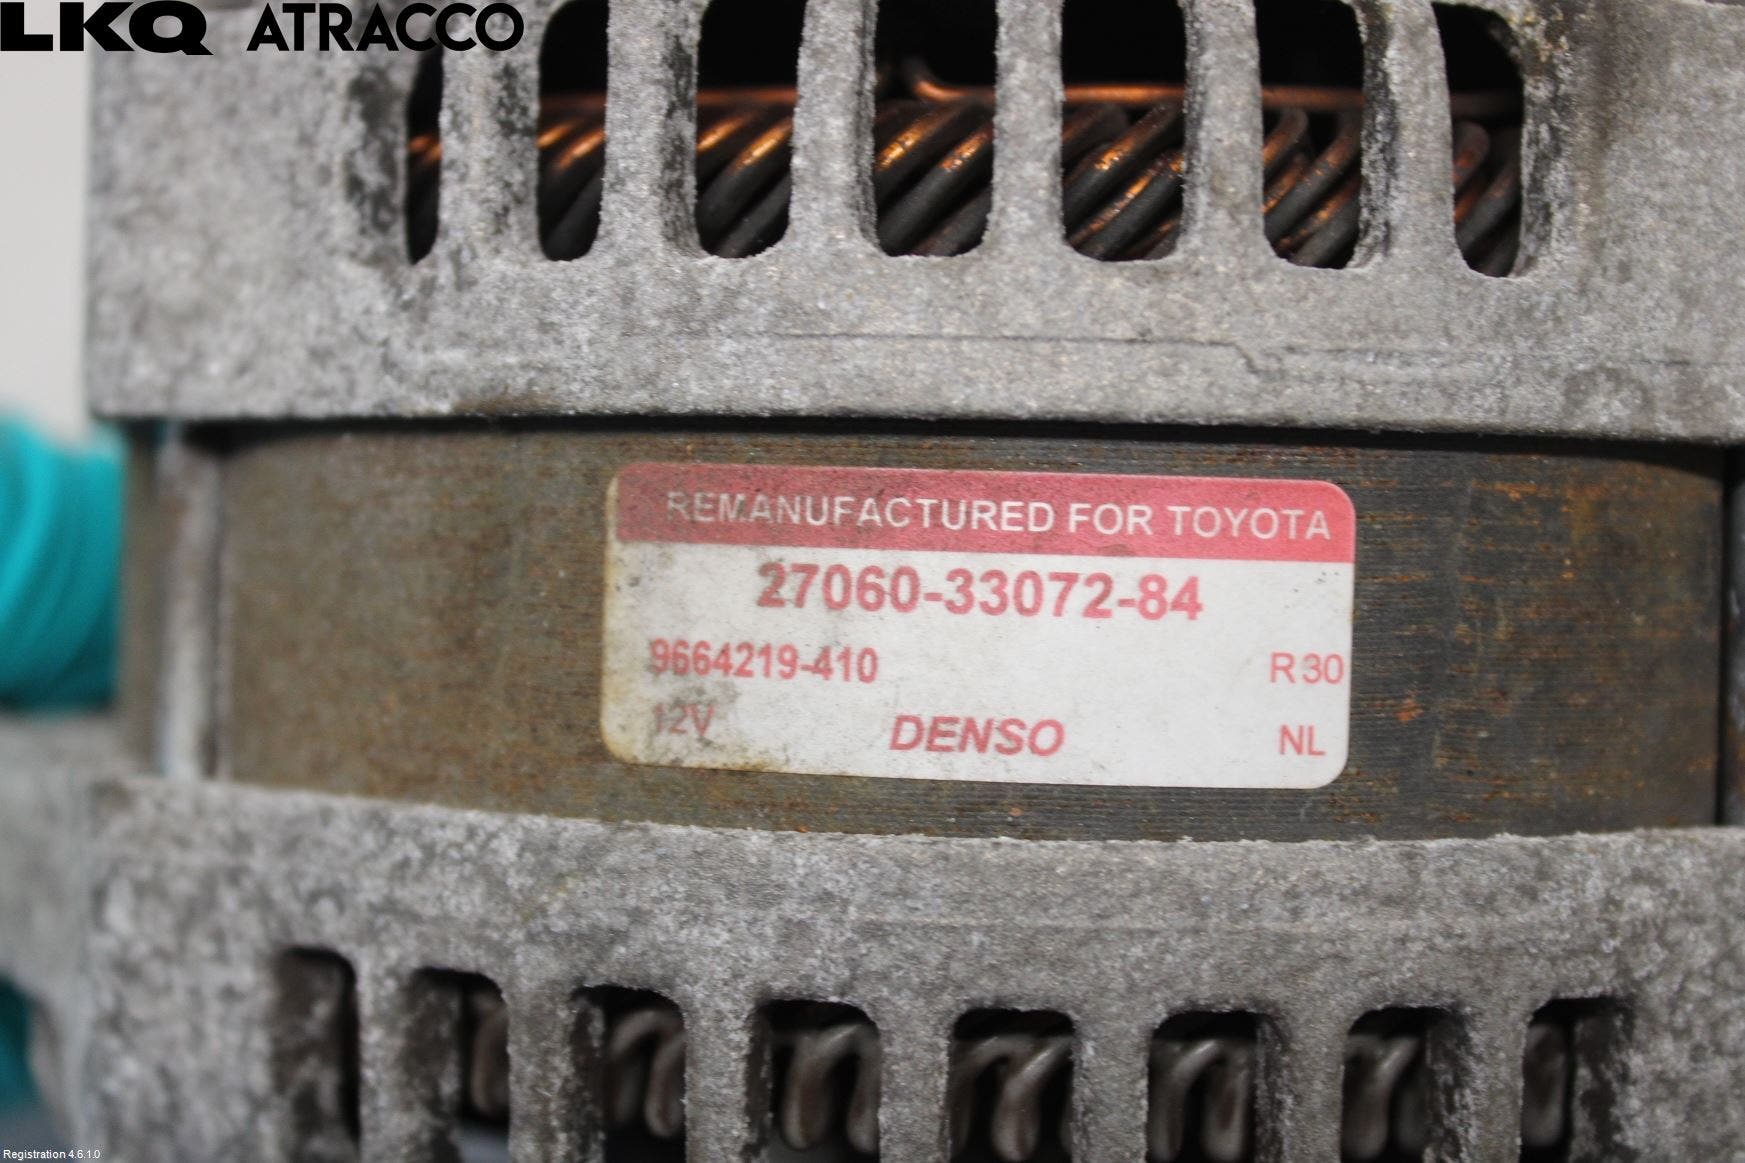 LKQ ATRACCO
REMANUFACTURED FOR TOYOTA
27060-33072-84
9664219-410 R30
12V DENSO NL
Registration 4.6.1.0